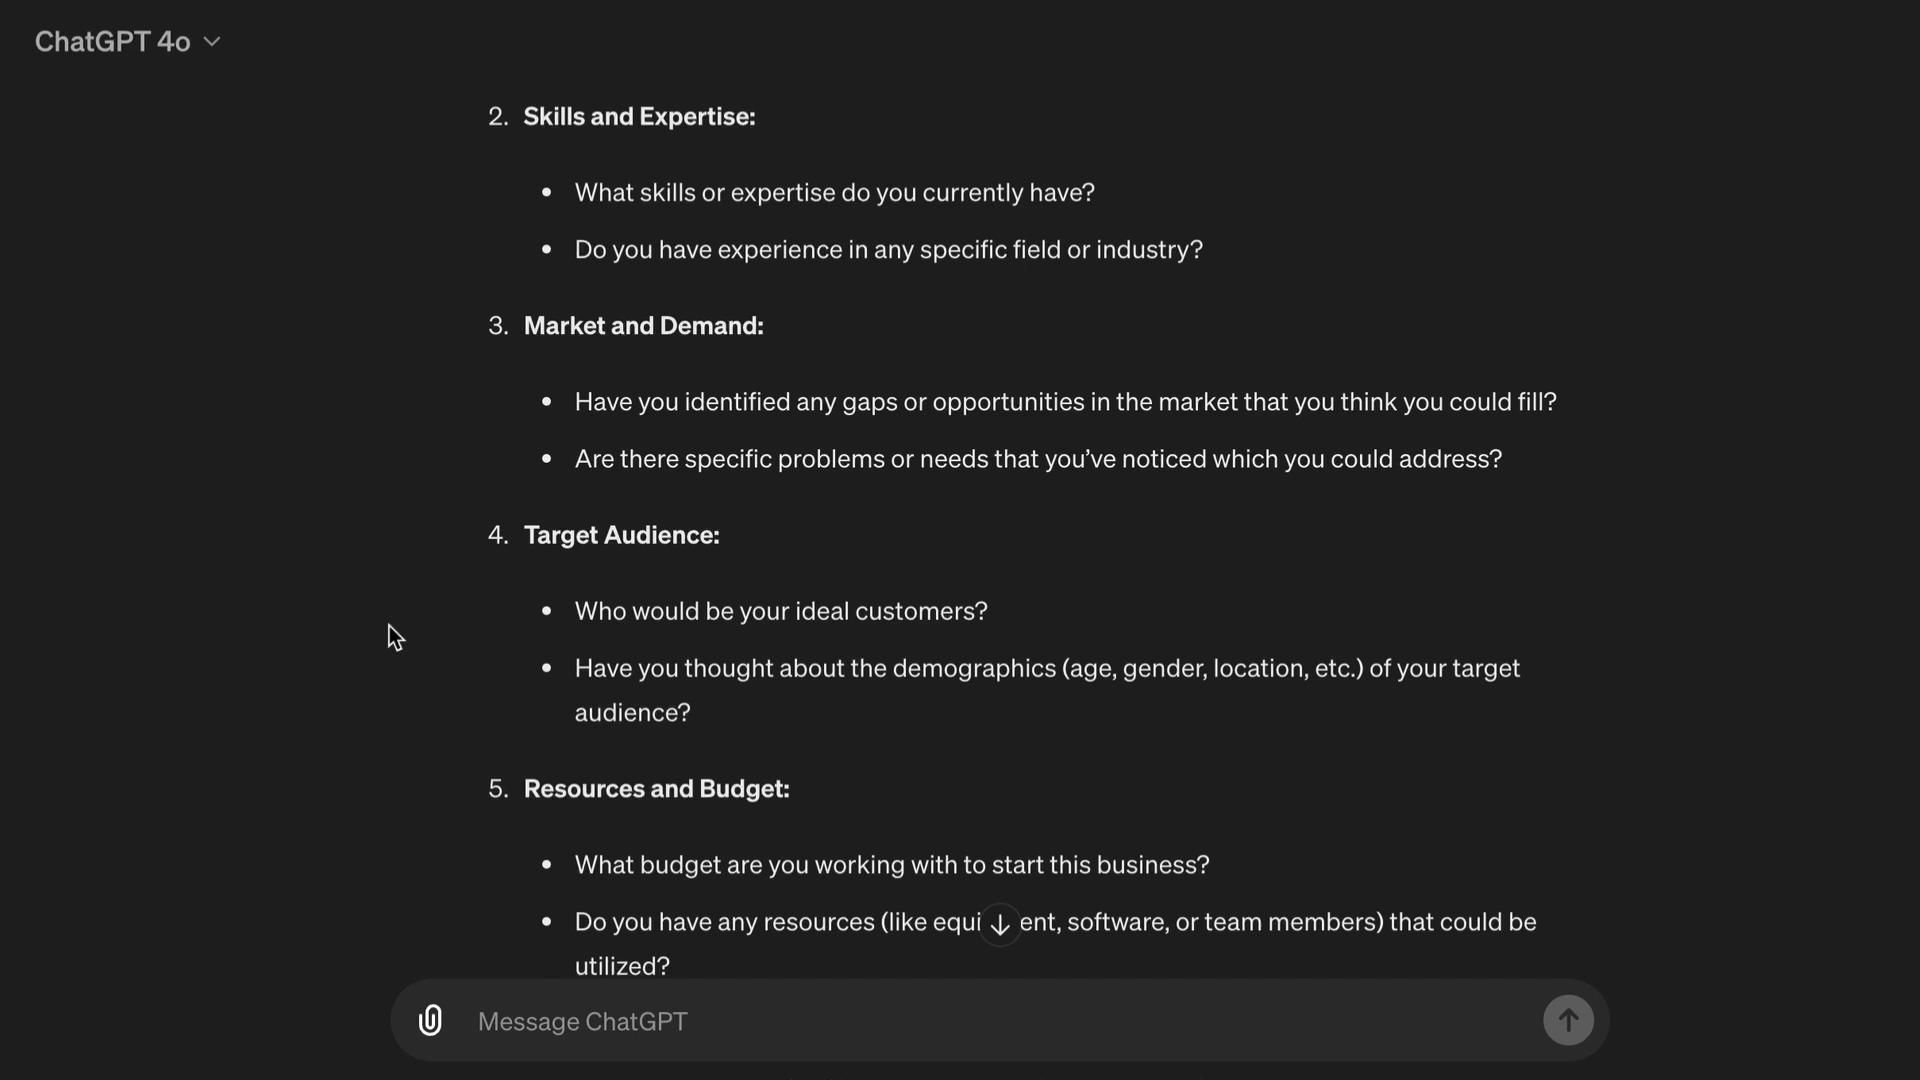 ChatGPT 4o
2. Skills and Expertise:
• What skills or expertise do you currently have?
• Do you have experience in any specific field or industry?
3. Market and Demand:
• Have you identified any gaps or opportunities in the market that you think you could fill?
• Are there specific problems or needs that you’ve noticed which you could address?
4. Target Audience:
• Who would be your ideal customers?
• Have you thought about the demographics (age, gender, location, etc.) of your target
audience?
5. Resources and Budget:
• What budget are you working with to start this business?
• Do you have any resources (like equi ent, software, or team members) that could be
utilized?
Message ChatGPT